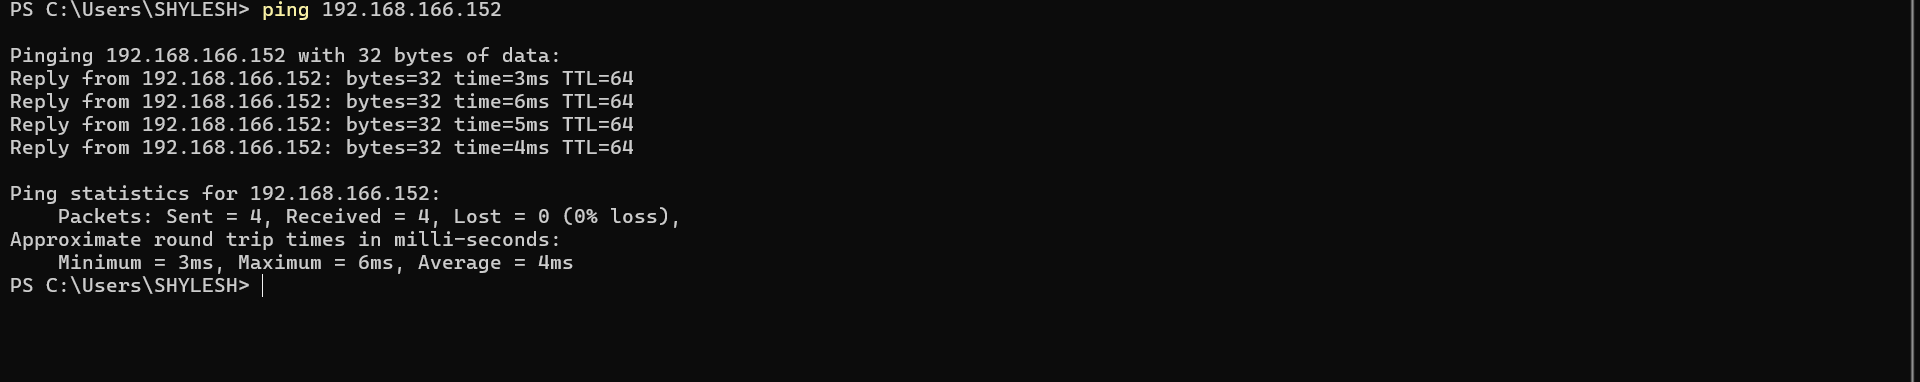 PS C:\Users\SHYLESH> ping 192.168.166.152
Pinging 192.168.166.152 with 32 bytes of data:
Reply from 192.168.166.152: bytes=32 time=3ms TTL=64
Reply from 192.168.166.152: bytes=32 time=6ms TTL=64
Reply from 192.168.166.152: bytes=32 time=5ms TTL=64
Reply from 192.168.166.152: bytes=32 time=4ms TTL=64
Ping statistics for 192.168.166.152:
    Packets: Sent = 4, Received = 4, Lost = 0 (0% loss),
Approximate round trip times in milli-seconds:
    Minimum = 3ms, Maximum = 6ms, Average = 4ms
PS C:\Users\SHYLESH>